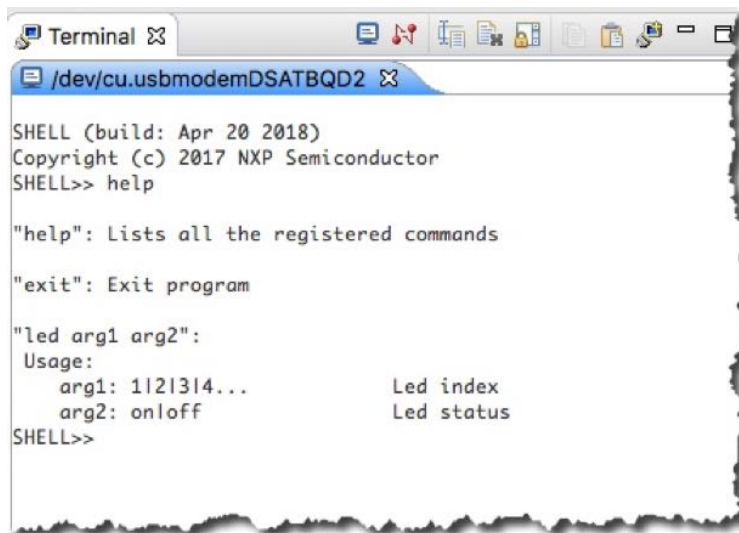 Terminal
/dev/cu.usbmodemDSATBQD2
SHELL (build: Apr 20 2018)
Copyright (c) 2017 NXP Semiconductor
SHELL>> help
"help": Lists all the registered commands
"exit": Exit program
"led arg1 arg2":
Usage:
arg1: 1|2|3|4... Led index
arg2: on|off Led status
SHELL>>